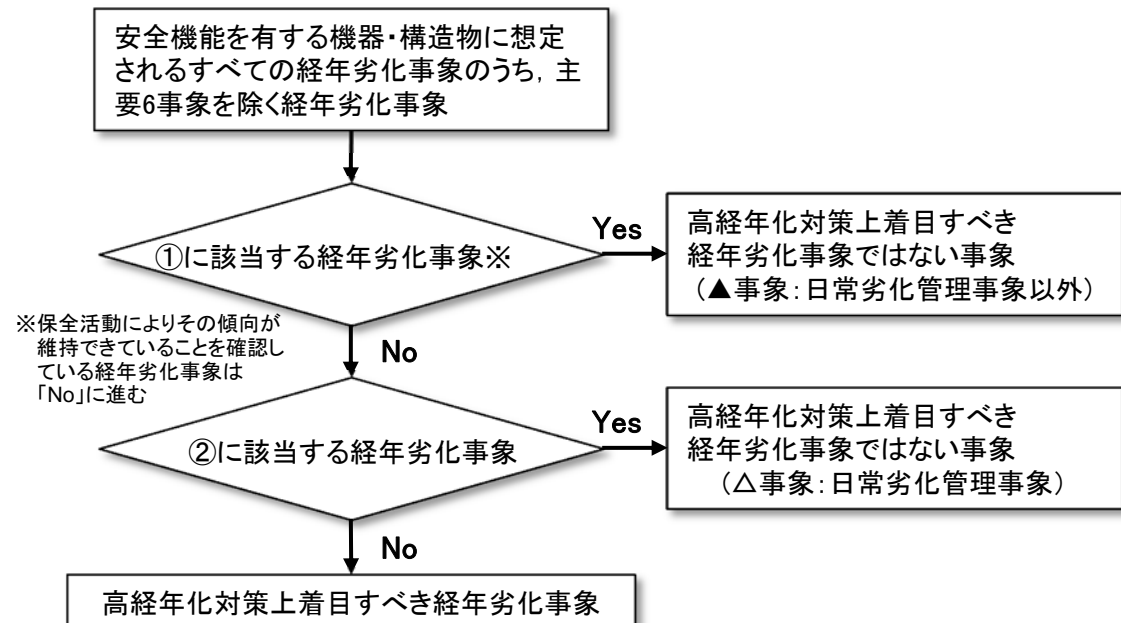 安全機能を有する機器・構造物に想定
されるすべての経年劣化事象のうち，主
要6事象を除く経年劣化事象
①に該当する経年劣化事象※
Yes
高経年化対策上着目すべき
経年劣化事象ではない事象
（▲事象：日常劣化管理事象以外）
※保全活動によりその傾向が
維持できていることを確認し
ている経年劣化事象は
「No」に進む
No
②に該当する経年劣化事象
Yes
高経年化対策上着目すべき
経年劣化事象ではない事象
（△事象：日常劣化管理事象）
No
高経年化対策上着目すべき経年劣化事象